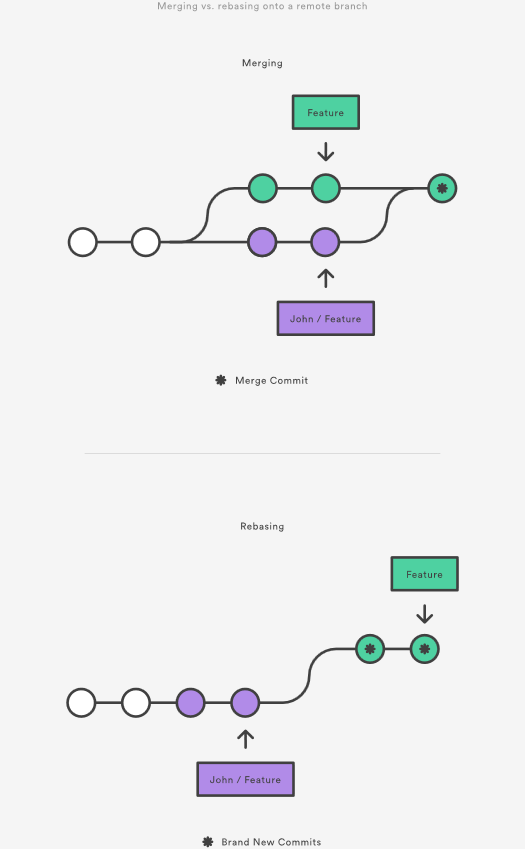 Merging vs. rebasing onto a remote branch
Merging
Feature
John / Feature
Merge Commit
Rebasing
Feature
John / Feature
Brand New Commits